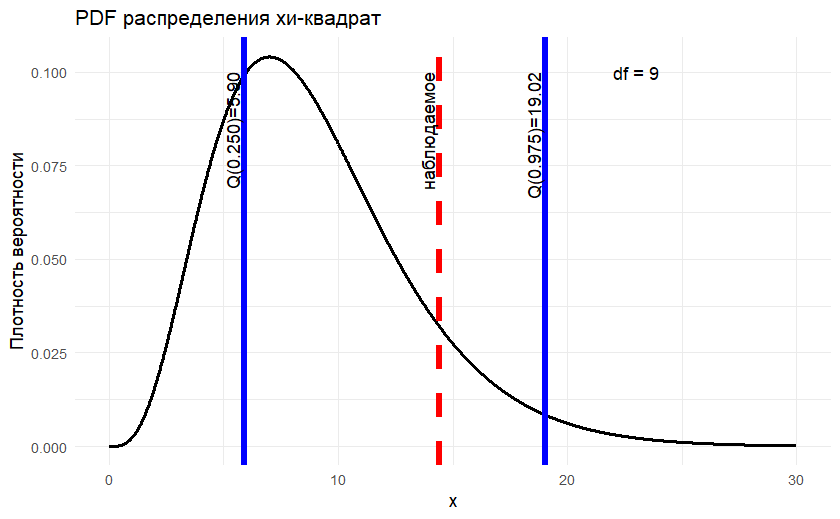 PDF распределения хи-квадрат
Плотность вероятности
0.100
0.075
0.050
0.025
0.000
Q(0.250)=5.90
наблюдаемое
Q(0.975)=19.02
df = 9
0
10
20
30
x